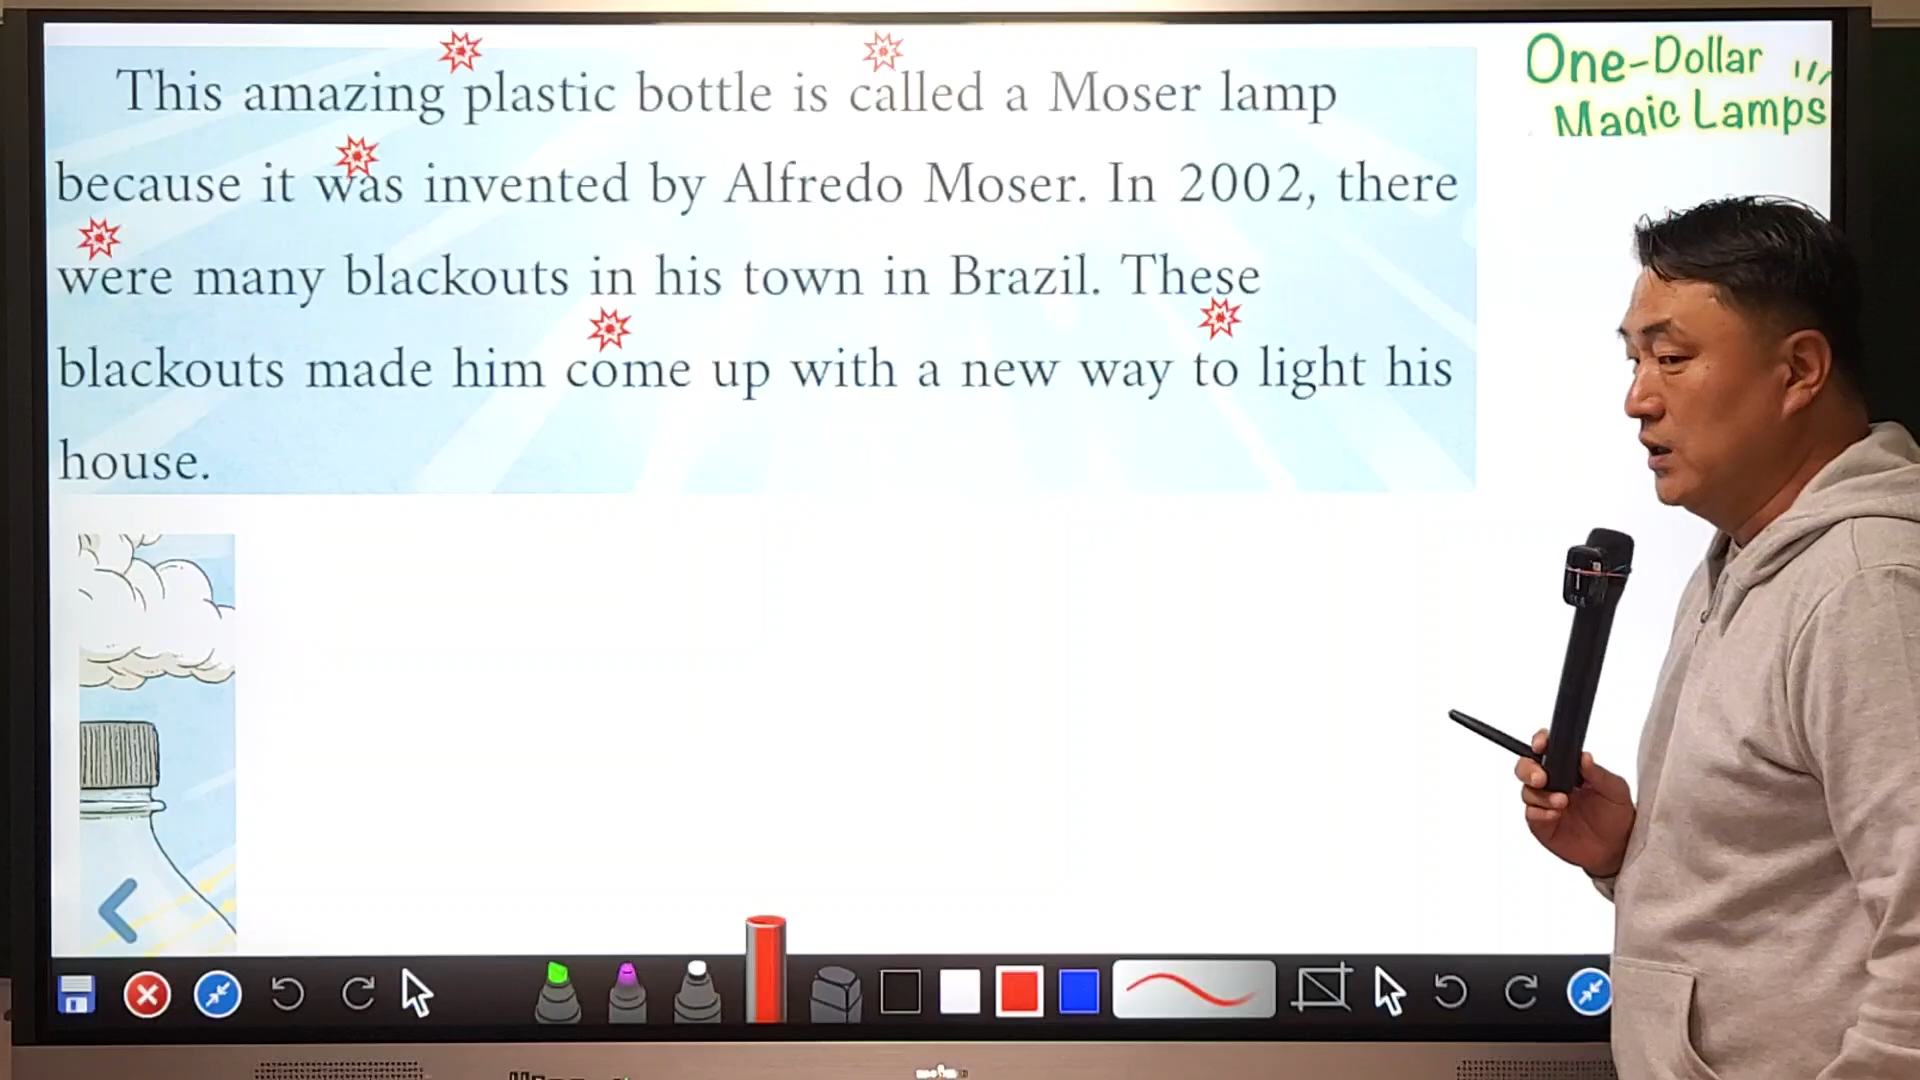 This amazing plastic bottle is called a Moser lamp
because it was invented by Alfredo Moser. In 2002, there
were many blackouts in his town in Brazil. These
blackouts made him come up with a new way to light his
house.
One-Dollar
Magic Lamps